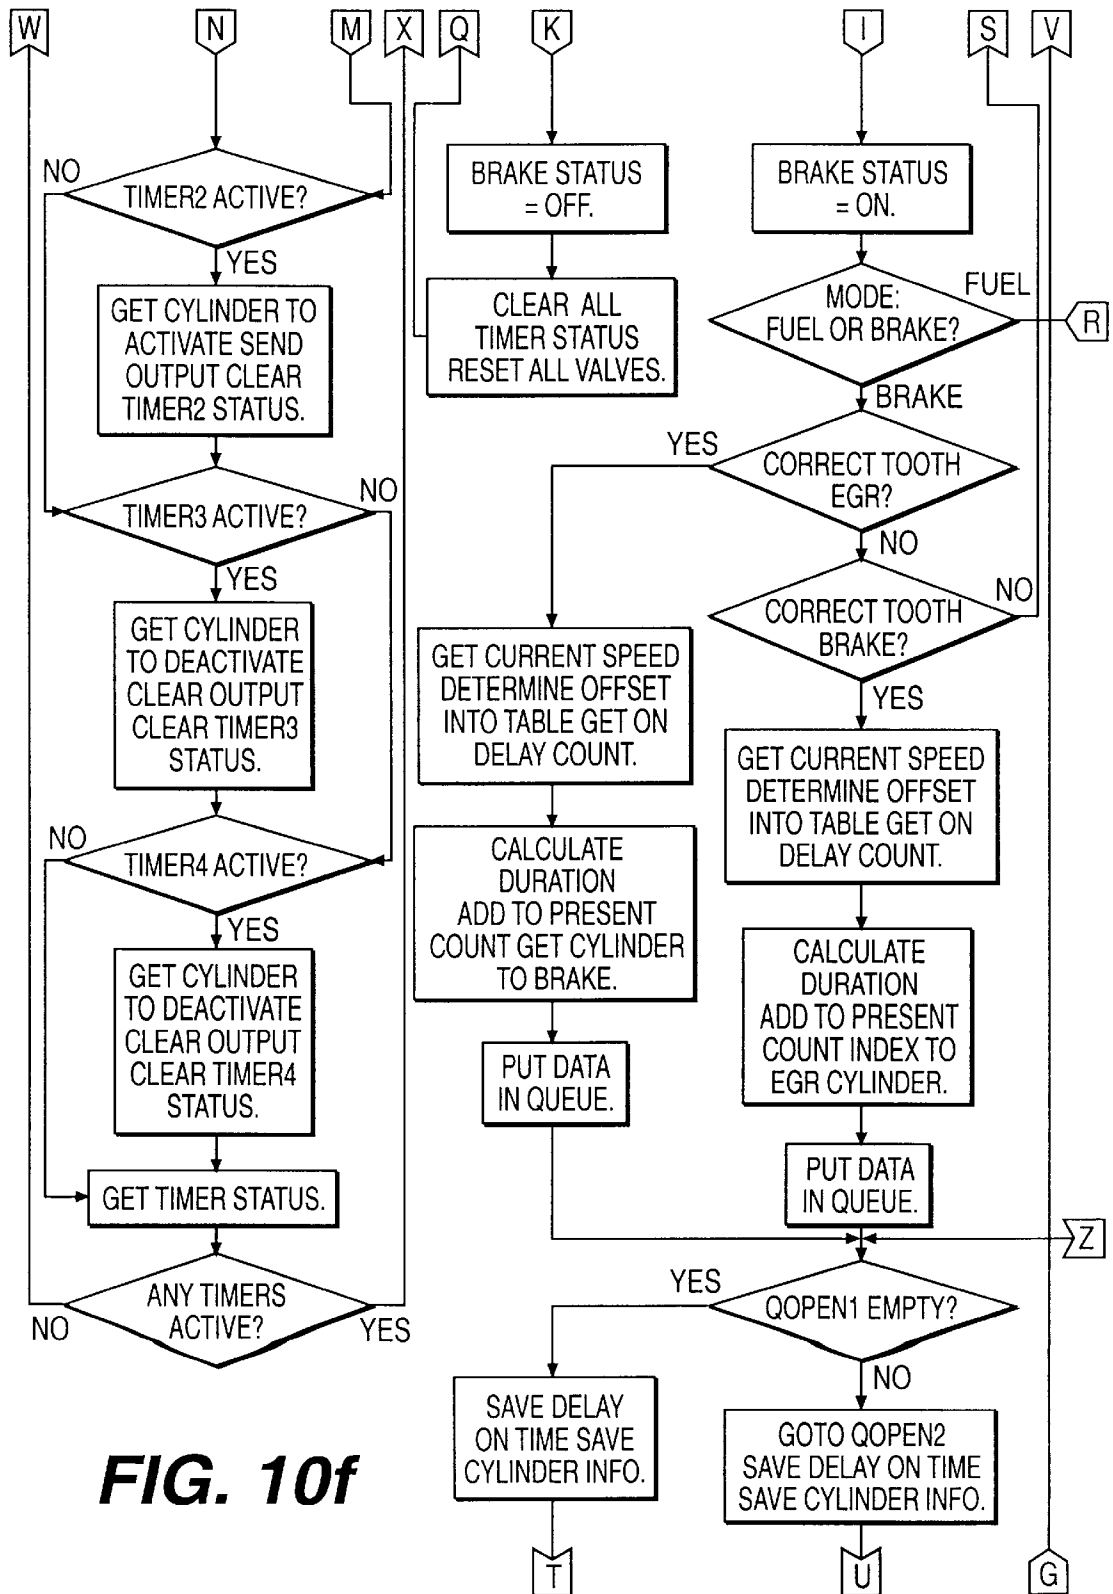 W
N
M
X
Q
K
I
S
V
NO
TIMER2 ACTIVE?
YES
GET CYLINDER TO
ACTIVATE SEND
OUTPUT CLEAR
TIMER2 STATUS.
NO
TIMER3 ACTIVE?
YES
GET CYLINDER
TO DEACTIVATE
CLEAR OUTPUT
CLEAR TIMER3
STATUS.
NO
TIMER4 ACTIVE?
YES
GET CYLINDER
TO DEACTIVATE
CLEAR OUTPUT
CLEAR TIMER4
STATUS.
GET TIMER STATUS.
ANY TIMERS
ACTIVE?
NO
YES
BRAKE STATUS
= OFF.
CLEAR ALL
TIMER STATUS
RESET ALL VALVES.
BRAKE STATUS
= ON.
MODE:
FUEL OR BRAKE?
FUEL
R
BRAKE
YES
CORRECT TOOTH
EGR?
NO
CORRECT TOOTH
BRAKE?
NO
YES
GET CURRENT SPEED
DETERMINE OFFSET
INTO TABLE GET ON
DELAY COUNT.
CALCULATE
DURATION
ADD TO PRESENT
COUNT GET CYLINDER
TO BRAKE.
PUT DATA
IN QUEUE.
GET CURRENT SPEED
DETERMINE OFFSET
INTO TABLE GET ON
DELAY COUNT.
CALCULATE
DURATION
ADD TO PRESENT
COUNT INDEX TO
EGR CYLINDER.
PUT DATA
IN QUEUE.
Z
YES
QOPEN1 EMPTY?
NO
SAVE DELAY
ON TIME SAVE
CYLINDER INFO.
GOTO QOPEN2
SAVE DELAY ON TIME
SAVE CYLINDER INFO.
T
U
G
FIG. 10f